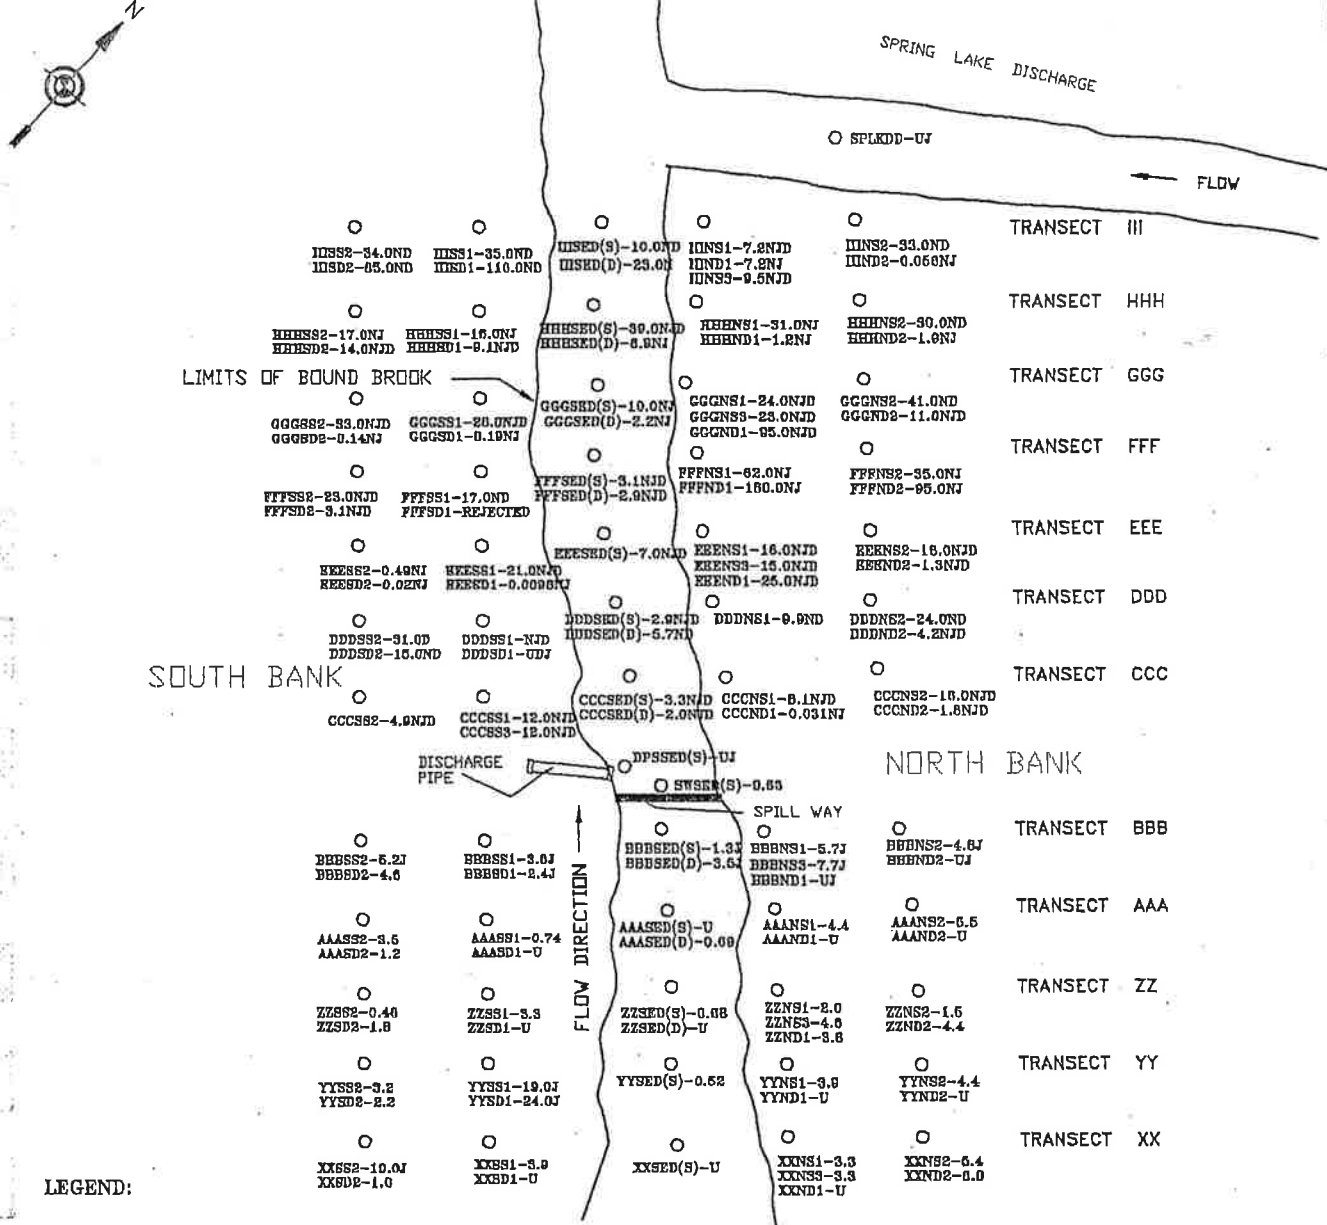 N
SPRING LAKE DISCHARGE
SPLKDD-UJ
FLOW
TRANSECT III
IIISS2-34.0ND
IIISS1-35.0ND
IIISED(S)-10.0ND
IIINS1-7.2NJD
IIINS2-33.0ND
IIISD2-65.0ND
IIISD1-110.0ND
IIISED(D)-23.0N
IIIND1-7.2NJ
IIIND2-0.056NJ
IIINS3-9.5NJD
TRANSECT HHH
HHHSS2-17.0NJ
HHHSS1-16.0NJ
HHHSED(S)-39.0NJD
HHHNS1-31.0NJ
HHHNS2-30.0ND
HHHSD2-14.0NJD
HHHSD1-9.1NJD
HHHSED(D)-6.9NJ
HHHND1-1.2NJ
HHHND2-1.9NJ
LIMITS OF BOUND BROOK
TRANSECT GGG
GGGSS2-33.0NJD
GGGSS1-26.0NJD
GGGSED(S)-10.0NJ
GGGNS1-24.0NJD
GGGNS2-41.0ND
GGGSD2-0.14NJ
GGGSD1-0.19NJ
GGGSED(D)-2.2NJ
GGGNS3-23.0NJD
GGGND2-11.0NJD
GGGND1-95.0NJD
TRANSECT FFF
FFFSS2-23.0NJD
FFFSS1-17.0ND
FFFSED(S)-3.1NJD
FFFNS1-62.0NJ
FFFNS2-35.0NJ
FFFSD2-3.1NJD
FFFSD1-REJECTED
FFFSED(D)-2.9NJD
FFFND1-160.0NJ
FFFND2-95.0NJ
TRANSECT EEE
EEESS2-0.49NJ
EEESS1-21.0NJD
EEESED(S)-7.0NJD
EEENS1-16.0NJD
EEENS2-16.0NJD
EEESD2-0.02NJ
EEESD1-0.0098NJ
EEENS3-15.0NJD
EEEND2-1.3NJD
EEEND1-25.0NJD
TRANSECT DDD
DDDSS2-31.0D
DDDSS1-NJD
DDDSED(S)-2.9NJD
DDDNS1-9.9ND
DDDNS2-24.0ND
DDDSD2-15.0ND
DDDSD1-UDJ
DDDSED(D)-5.7ND
DDDND2-4.2NJD
SOUTH BANK
TRANSECT CCC
CCCSS2-4.9NJD
CCCSS1-12.0NJD
CCCSED(S)-3.3NJD
CCCNS1-6.1NJD
CCCNS2-16.0NJD
CCCSS3-12.0NJD
CCCSED(D)-2.0NJD
CCCND1-0.031NJ
CCCND2-1.8NJD
DISCHARGE
PIPE
DPSSED(S)-UJ
SWSED(S)-0.63
NORTH BANK
SPILL WAY
FLOW DIRECTION
TRANSECT BBB
BBBSS2-5.2J
BBBSS1-3.6J
BBBSED(S)-1.3J
BBBNS1-5.7J
BBBNS2-4.6J
BBBSD2-4.6
BBBSD1-2.4J
BBBSED(D)-3.5J
BBBNS3-7.7J
BBBND2-UJ
BBBND1-UJ
TRANSECT AAA
AAASS2-3.5
AAASS1-0.74
AAASED(S)-U
AAANS1-4.4
AAANS2-5.5
AAASD2-1.2
AAASD1-U
AAASED(D)-0.69
AAAND1-U
AAAND2-U
TRANSECT ZZ
ZZSS2-0.46
ZZSS1-3.3
ZZSED(S)-0.68
ZZNS1-2.0
ZZNS2-1.5
ZZSD2-1.8
ZZSD1-U
ZZSED(D)-U
ZZNS3-4.6
ZZND2-4.4
ZZND1-3.6
TRANSECT YY
YYSS2-3.2
YYSS1-19.0J
YYSED(S)-0.52
YYNS1-3.9
YYNS2-4.4
YYSD2-2.2
YYSD1-24.0J
YYND1-U
YYND2-U
TRANSECT XX
XXSS2-10.0J
XXSS1-3.9
XXSED(S)-U
XXNS1-3.3
XXNS2-6.4
XXSD2-1.0
XXSD1-U
XXNS3-3.3
XXND2-0.0
XXND1-U
LEGEND: